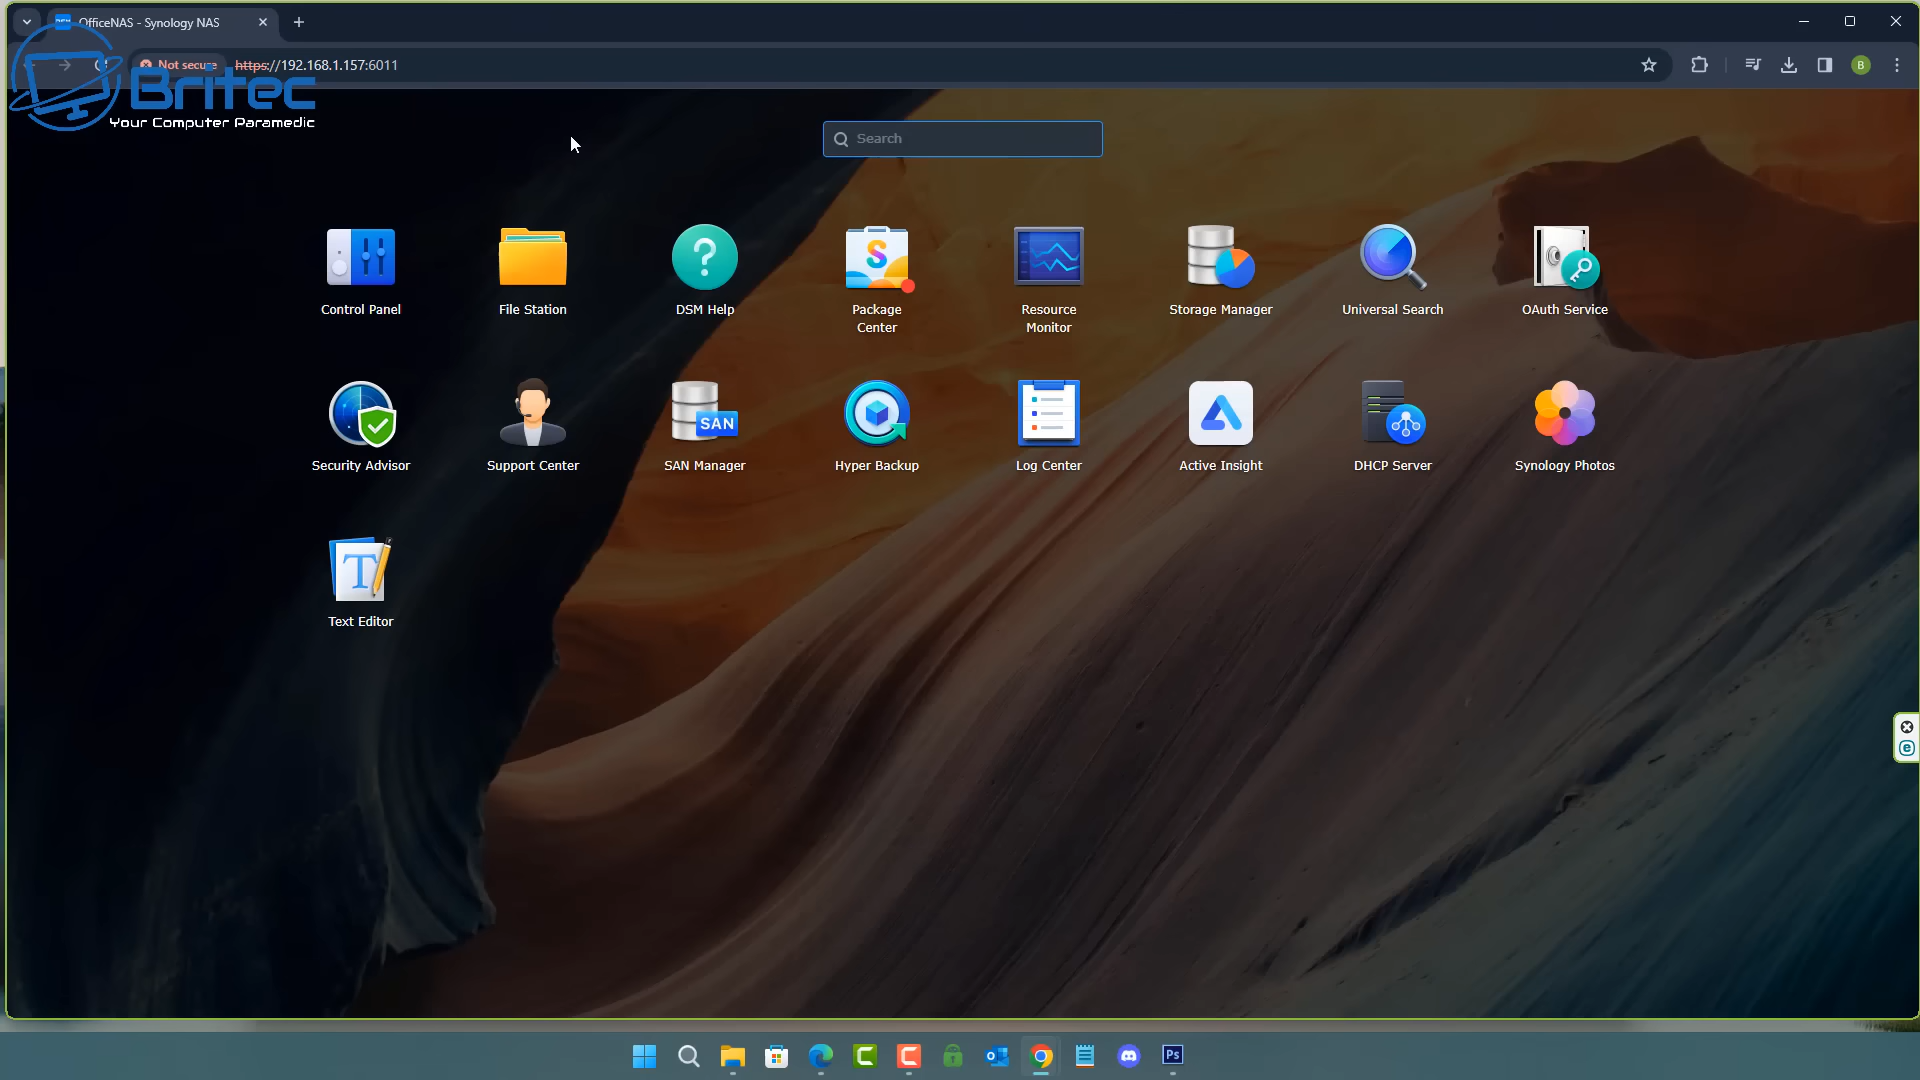 OfficeNAS - Synology NAS
Not secure https://192.168.1.157:6011
B
Britec
Your Computer Paramedic
Search
Control Panel
File Station
DSM Help
Package Center
Resource Monitor
Storage Manager
Universal Search
OAuth Service
SAN
Security Advisor
Support Center
SAN Manager
Hyper Backup
Log Center
Active Insight
DHCP Server
Synology Photos
T
Text Editor
Ps